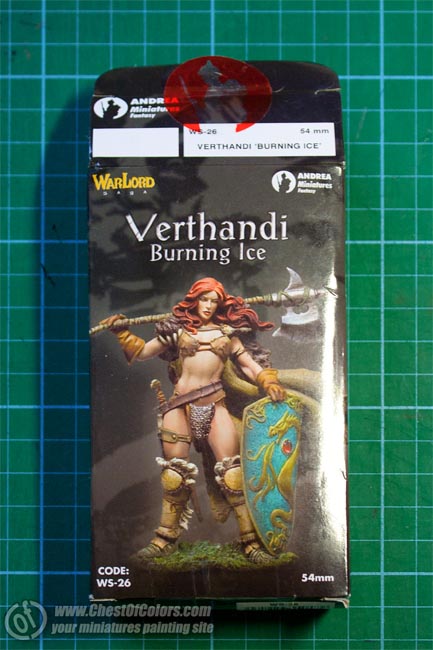 ANDREA
Miniatures
Fantasy
WS-26 54 mm
VERTHANDI 'BURNING ICE'
WARLORD
SAGA
ANDREA
Miniatures
Fantasy
Verthandi
Burning Ice
CODE:
WS-26
54mm
www.ChestOfColors.com
your miniatures painting site